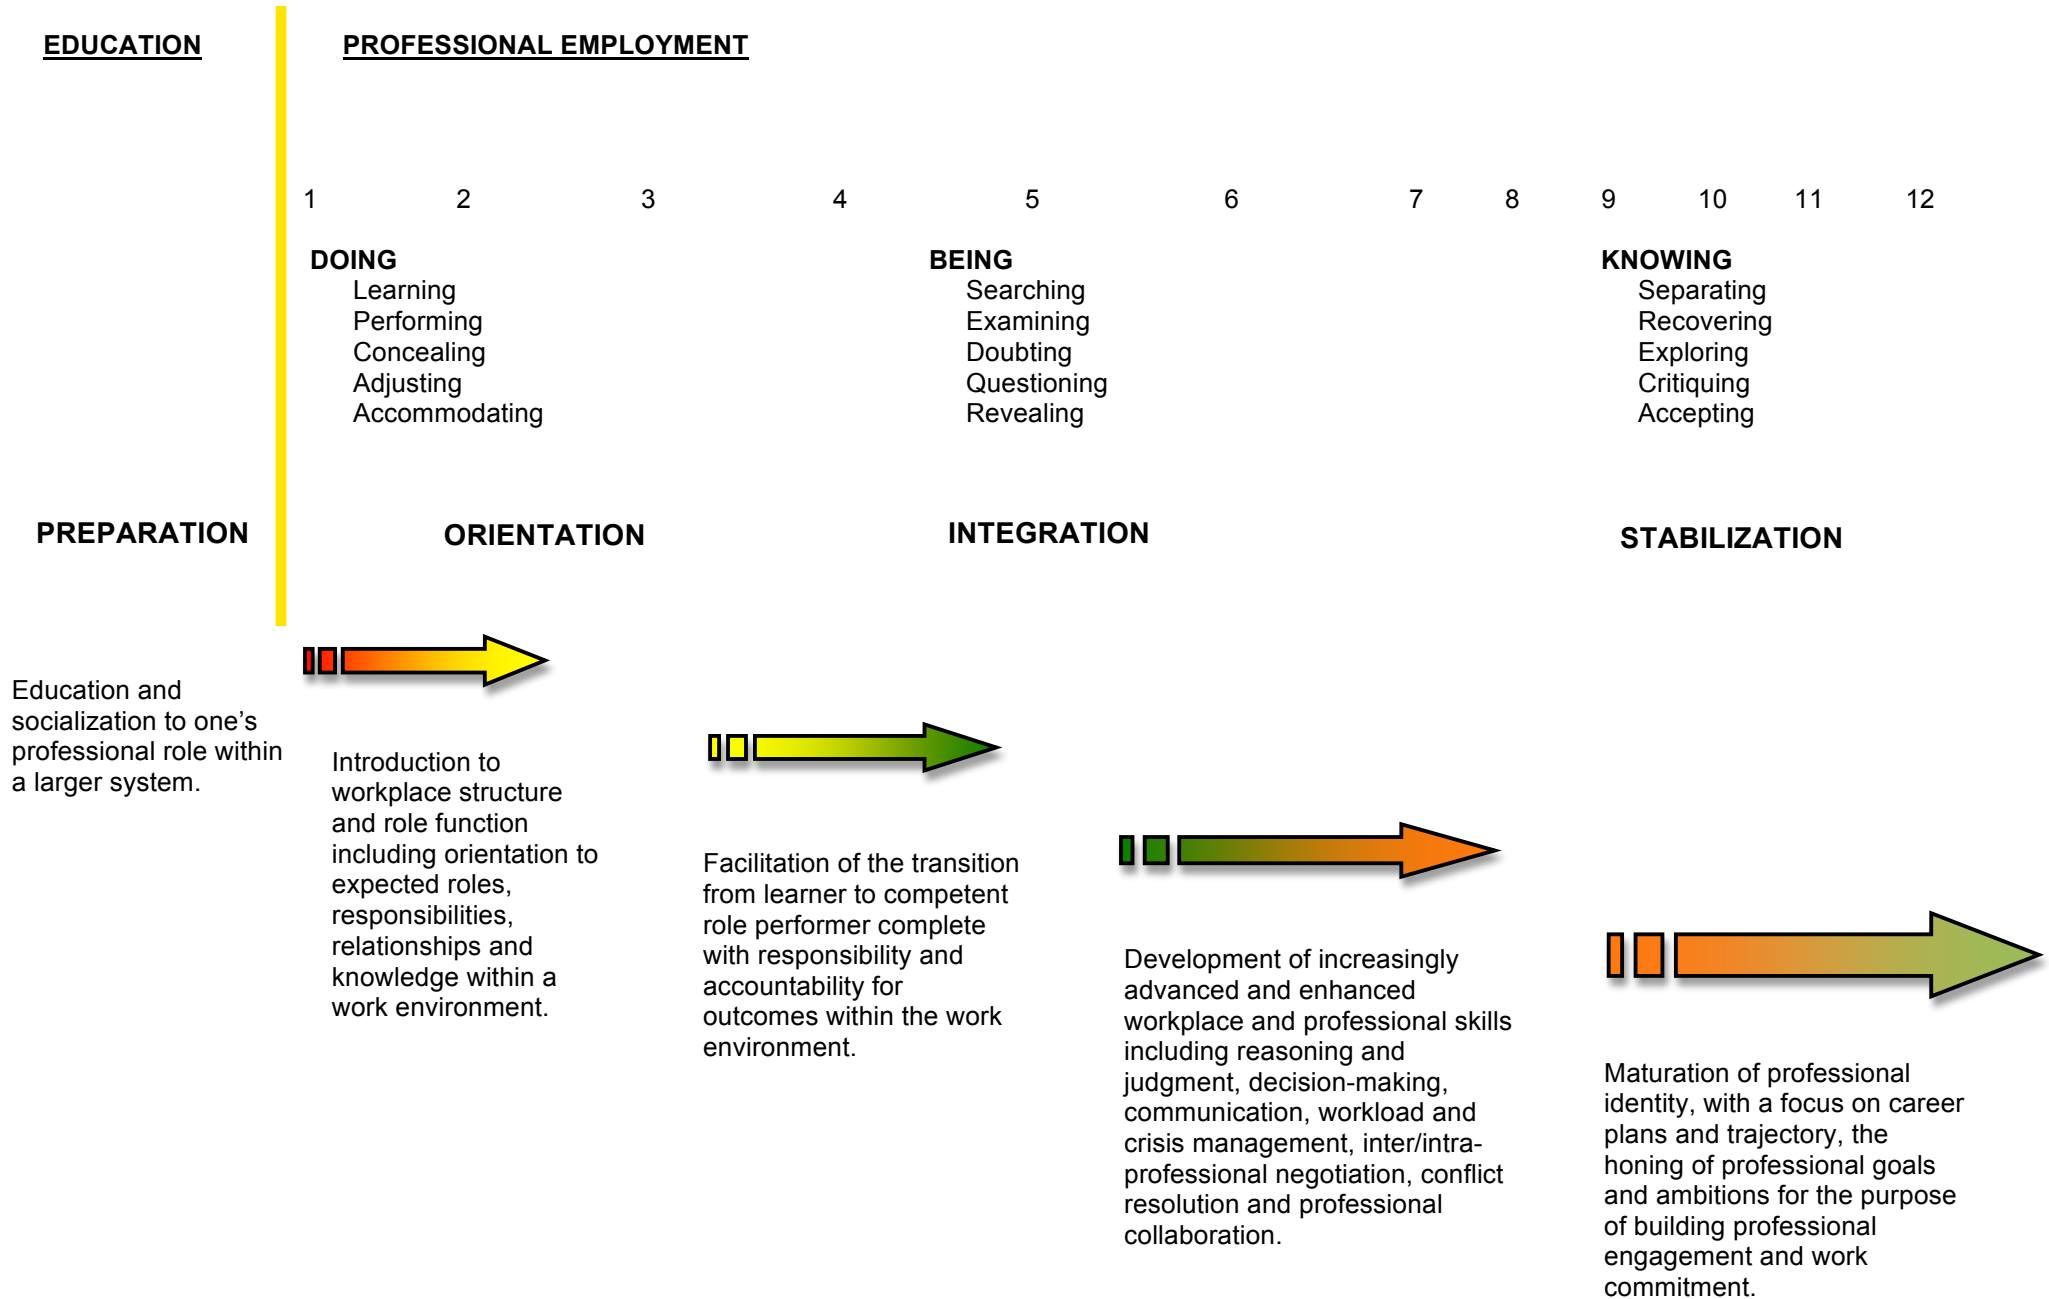 EDUCATION
PROFESSIONAL EMPLOYMENT
1 2 3 4 5 6 7 8 9 10 11 12
DOING
Learning
Performing
Concealing
Adjusting
Accommodating
BEING
Searching
Examining
Doubting
Questioning
Revealing
KNOWING
Separating
Recovering
Exploring
Critiquing
Accepting
PREPARATION
ORIENTATION
INTEGRATION
STABILIZATION
Education and
socialization to one’s
professional role within
a larger system.
Introduction to
workplace structure
and role function
including orientation to
expected roles,
responsibilities,
relationships and
knowledge within a
work environment.
Facilitation of the transition
from learner to competent
role performer complete
with responsibility and
accountability for
outcomes within the work
environment.
Development of increasingly
advanced and enhanced
workplace and professional skills
including reasoning and
judgment, decision-making,
communication, workload and
crisis management, inter/intra-
professional negotiation, conflict
resolution and professional
collaboration.
Maturation of professional
identity, with a focus on career
plans and trajectory, the
honing of professional goals
and ambitions for the purpose
of building professional
engagement and work
commitment.